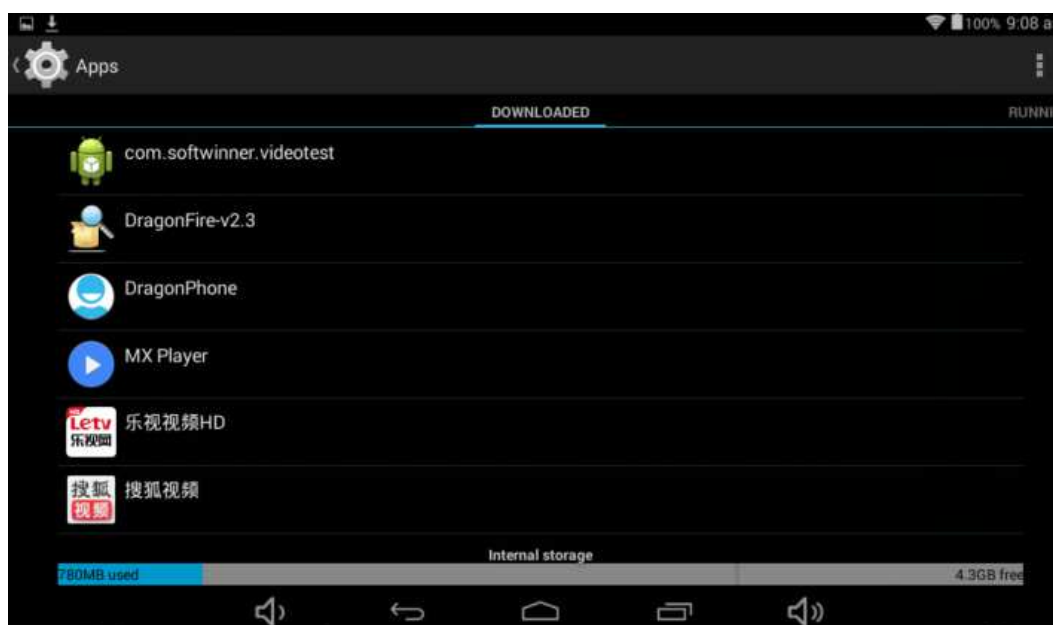 100% 9:08 a
Apps
DOWNLOADED
RUNNI
com.softwinner.videotest
DragonFire-v2.3
DragonPhone
MX Player
Letv
乐视网
乐视视频HD
搜狐
视频
搜狐视频
Internal storage
780MB used
4.3GB free